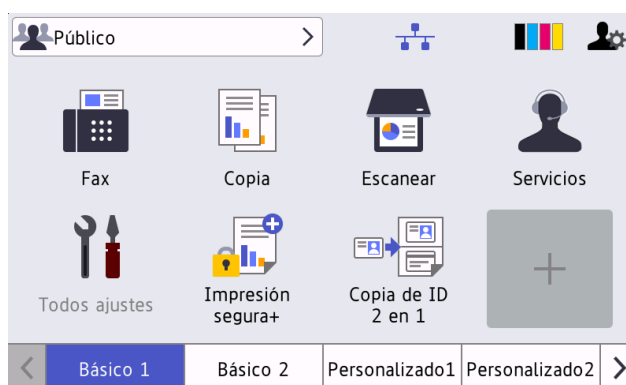 Público
Fax
Copia
Escanear
Servicios
Todos ajustes
Impresión
segura+
Copia de ID
2 en 1
Básico 1
Básico 2
Personalizado1
Personalizado2